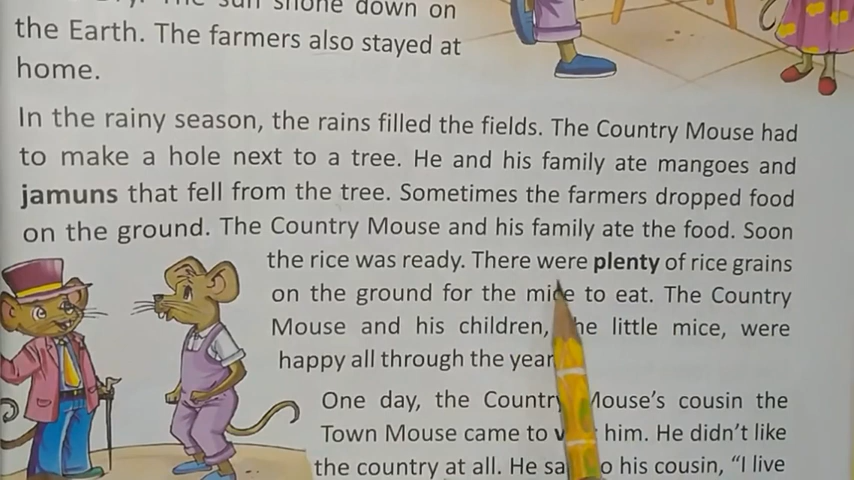 the sun shone down on
the Earth. The farmers also stayed at
home.
In the rainy season, the rains filled the fields. The Country Mouse had
to make a hole next to a tree. He and his family ate mangoes and
jamuns that fell from the tree. Sometimes the farmers dropped food
on the ground. The Country Mouse and his family ate the food. Soon
the rice was ready. There were plenty of rice grains
on the ground for the mice to eat. The Country
Mouse and his children, he little mice, were
happy all through the year
One day, the Country Mouse's cousin the
Town Mouse came to him. He didn't like
the country at all. He sa o his cousin, "I live